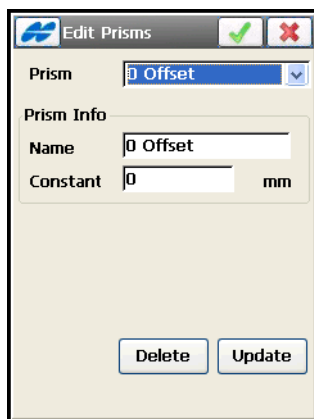 Edit Prisms
Prism 0 Offset
Prism Info
Name 0 Offset
Constant 0 mm
Delete Update